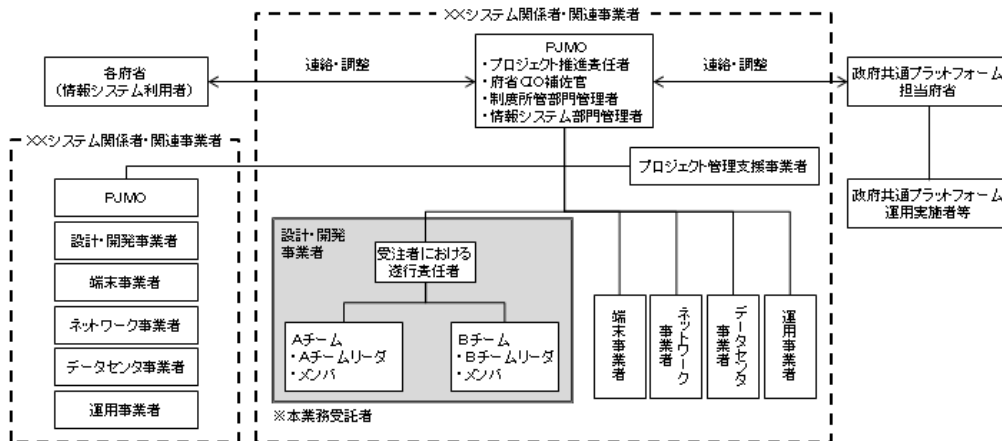 ××システム関係者・関連事業者
PJMO
・プロジェクト推進責任者
・府省CIO補佐官
・制度所管部門管理者
・情報システム部門管理者
連絡・調整
連絡・調整
各府省
(情報システム利用者)
政府共通プラットフォーム
担当府省
××システム関係者・関連事業者
プロジェクト管理支援事業者
PJMO
政府共通プラットフォーム
運用実施者等
設計・開発事業者
端末事業者
ネットワーク事業者
データセンタ事業者
運用事業者
設計・開発
事業者
受注者における
遂行責任者
Aチーム
・Aチームリーダ
・メンバ
Bチーム
・Bチームリーダ
・メンバ
端末事業者
ネットワーク
事業者
データセンタ
事業者
運用事業者
※本業務受託者